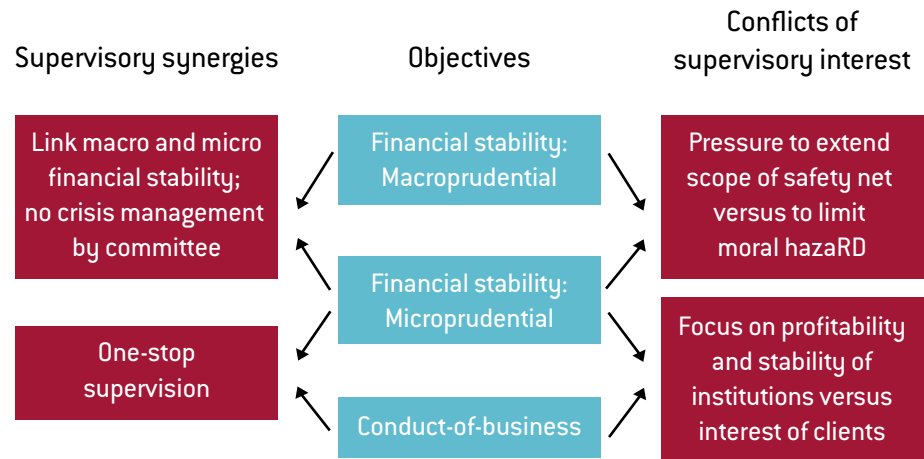 Supervisory synergies
Objectives
Conflicts of
supervisory interest
Link macro and micro
financial stability;
no crisis management
by committee
One-stop
supervision
Financial stability:
Macroprudential
Financial stability:
Microprudential
Conduct-of-business
Pressure to extend
scope of safety net
versus to limit
moral hazaRD
Focus on profitability
and stability of
institutions versus
interest of clients